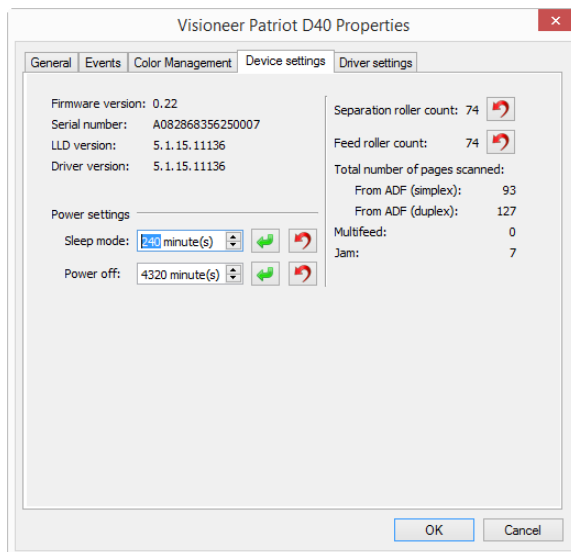 Visioneer Patriot D40 Properties
General Events Color Management Device settings Driver settings
Firmware version: 0.22
Serial number: A082868356250007
LLD version: 5.1.15.11136
Driver version: 5.1.15.11136
Power settings
Sleep mode: 240 minute(s)
Power off: 4320 minute(s)
Separation roller count: 74
Feed roller count: 74
Total number of pages scanned:
From ADF (simplex): 93
From ADF (duplex): 127
Multifeed: 0
Jam: 7
OK Cancel